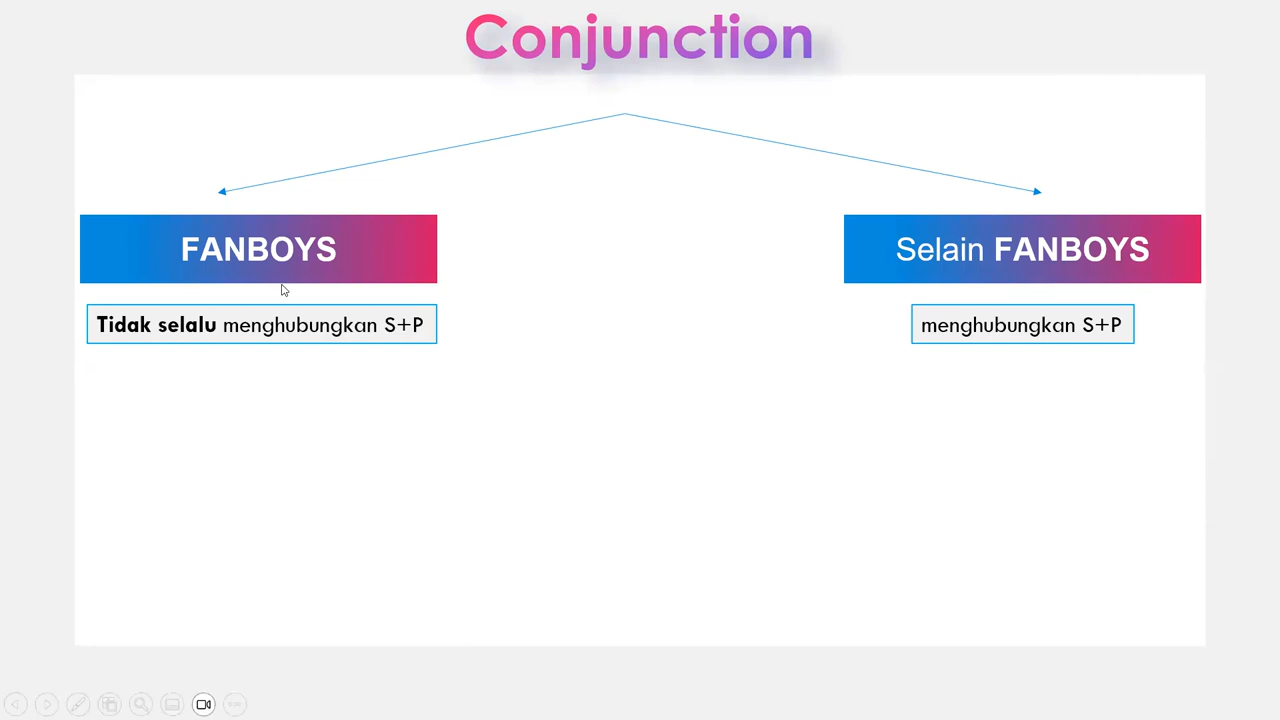 Conjunction
FANBOYS
Selain FANBOYS
Tidak selalu menghubungkan S+P
menghubungkan S+P